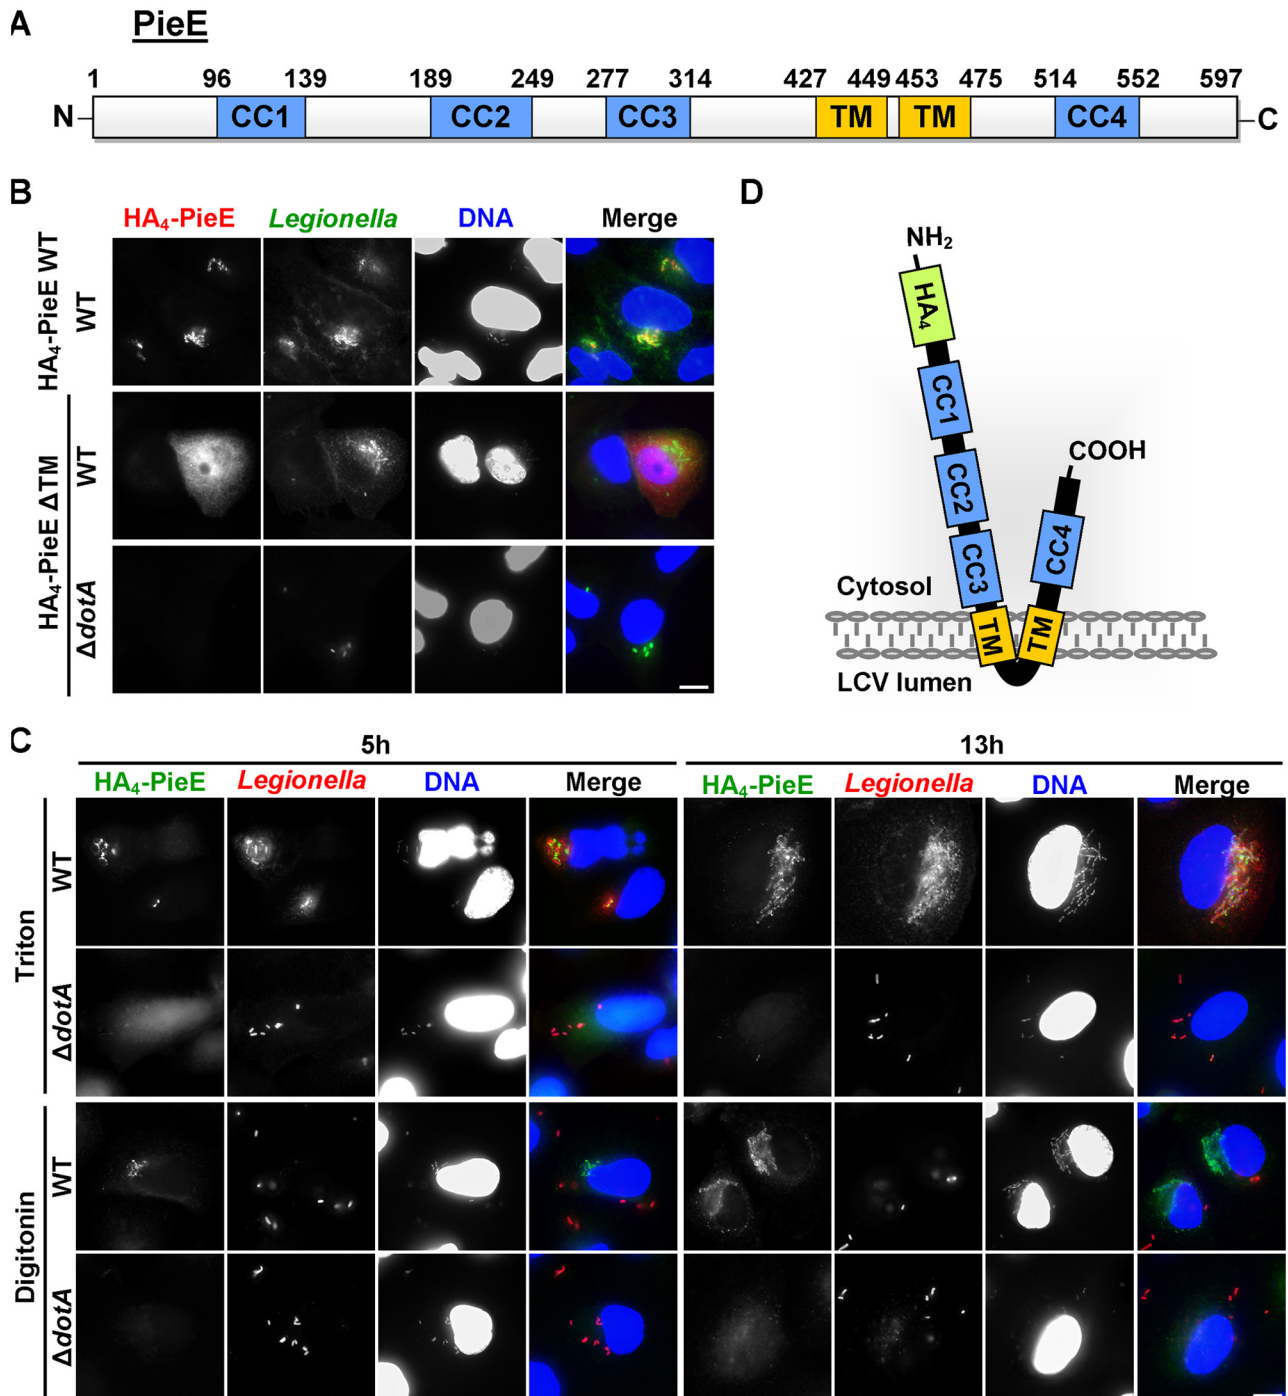 A
PieE
1 96 139 189 249 277 314 427 449 453 475 514 552 597
N CC1 CC2 CC3 TM TM CC4 C
B
HA₄-PieE Legionella DNA Merge
HA₄-PieE WT
WT
HA₄-PieE ΔTM
WT
ΔdotA
D
NH₂
HA₄
CC1
CC2
CC3
TM
TM
CC4
COOH
Cytosol
LCV lumen
C
5h 13h
HA₄-PieE Legionella DNA Merge HA₄-PieE Legionella DNA Merge
Triton
WT
ΔdotA
Digitonin
WT
ΔdotA